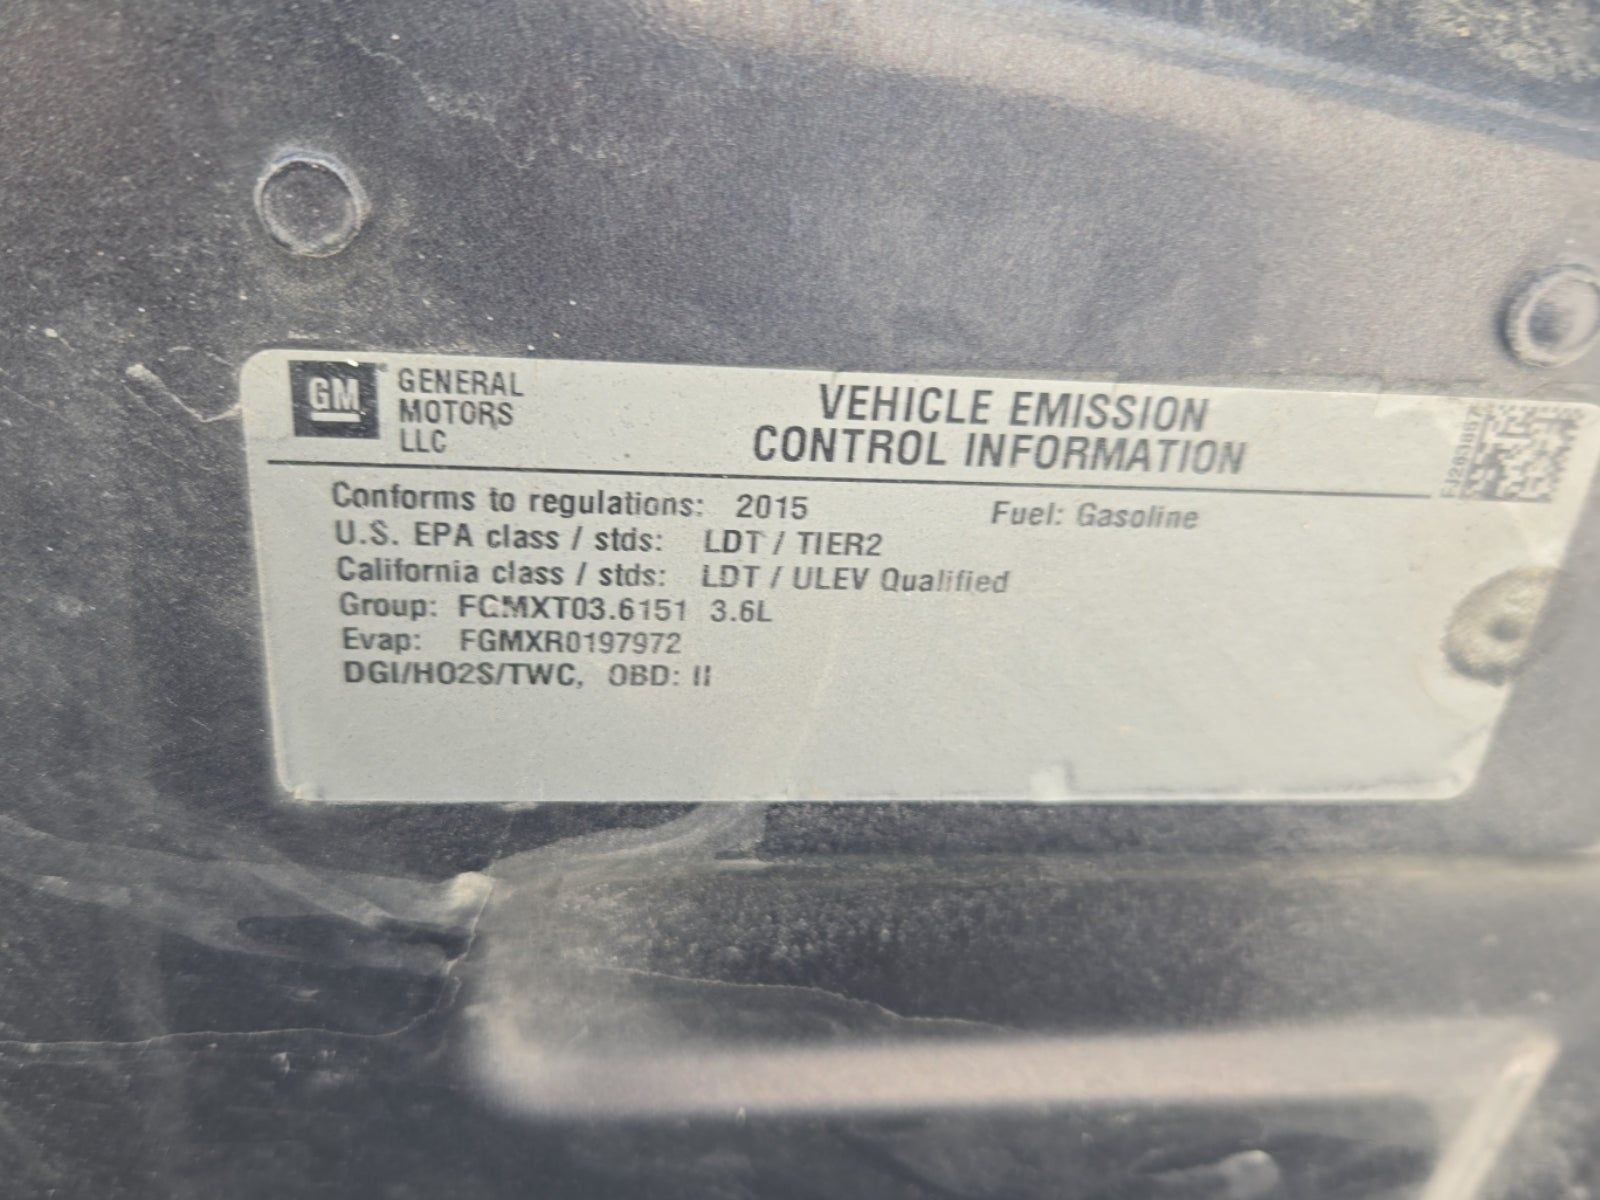 GM
GENERAL
MOTORS
LLC
VEHICLE EMISSION
CONTROL INFORMATION
Conforms to regulations: 2015
Fuel: Gasoline
U.S. EPA class / stds: LDT / TIER2
California class / stds: LDT / ULEV Qualified
Group: FGMXT03.6151 3.6L
Evap: FGMXR0197972
DGI/HO2S/TWC, OBD: II